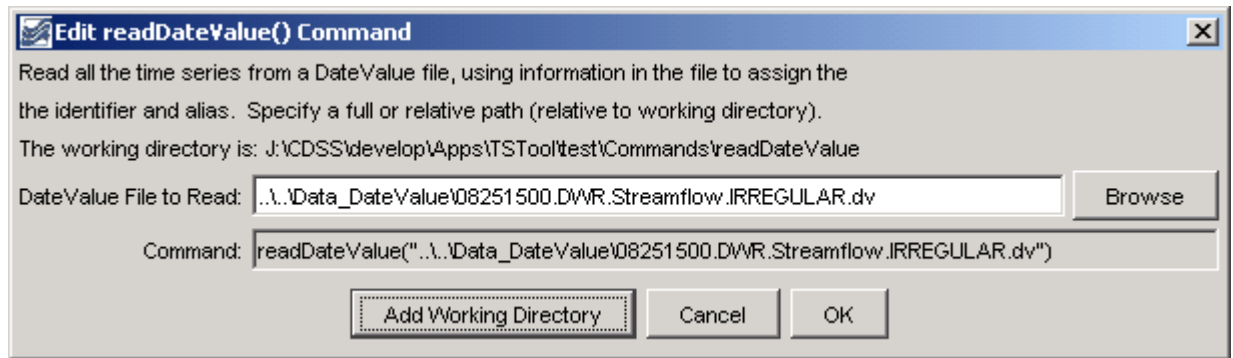 Edit readDateValue() Command
Read all the time series from a DateValue file, using information in the file to assign the
the identifier and alias. Specify a full or relative path (relative to working directory).
The working directory is: J:\CDSS\develop\Apps\TSTool\test\Commands\readDateValue
DateValue File to Read: ..\..\Data_DateValue\08251500.DWR.Streamflow.IRREGULAR.dv Browse
Command: readDateValue("..\..\Data_DateValue\08251500.DWR.Streamflow.IRREGULAR.dv")
Add Working Directory Cancel OK